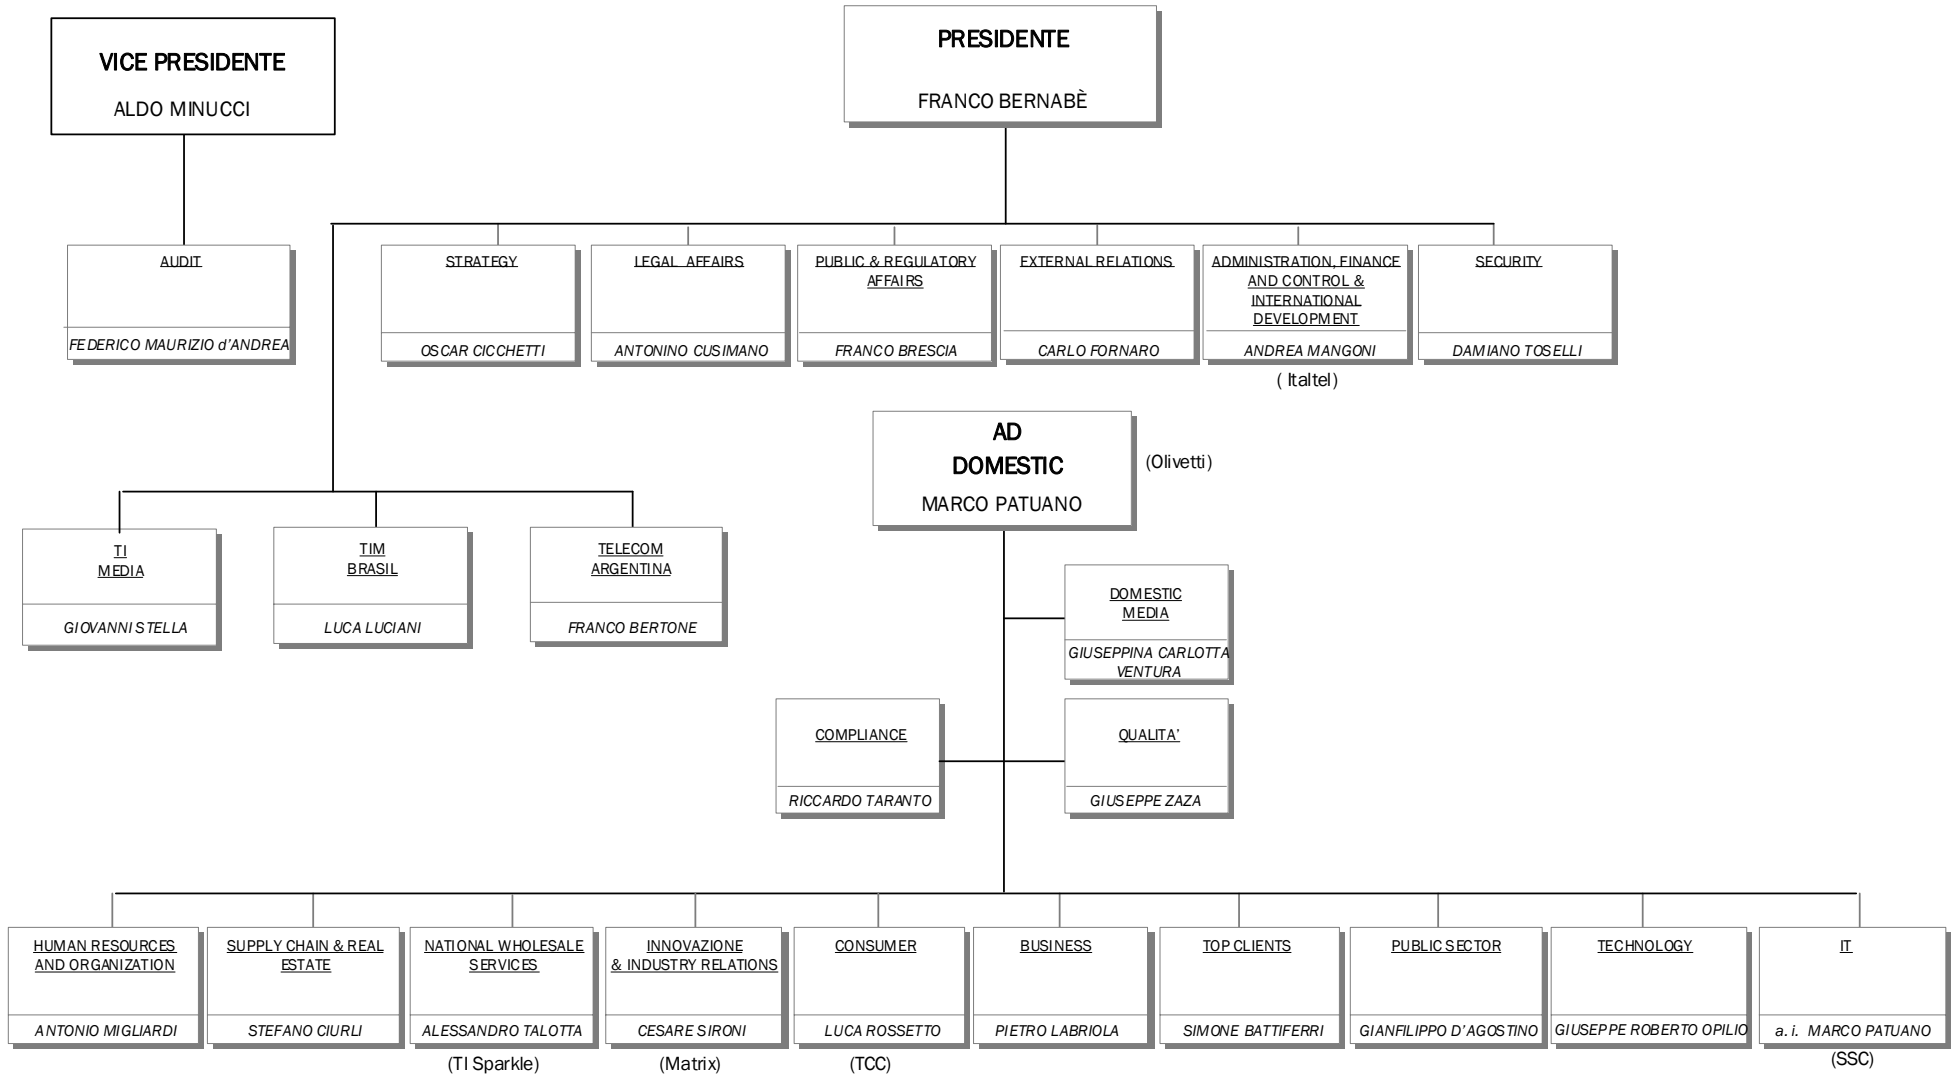 VICE PRESIDENTE
ALDO MINUCCI
PRESIDENTE
FRANCO BERNABÈ
AUDIT
FEDERICO MAURIZIO d'ANDREA
STRATEGY
OSCAR CICCHETTI
LEGAL AFFAIRS
ANTONINO CUSIMANO
PUBLIC & REGULATORY
AFFAIRS
FRANCO BRESCIA
EXTERNAL RELATIONS
CARLO FORNARO
ADMINISTRATION, FINANCE
AND CONTROL &
INTERNATIONAL
DEVELOPMENT
ANDREA MANGONI
( Italtel)
SECURITY
DAMIANO TOSELLI
AD
DOMESTIC
MARCO PATUANO
(Olivetti)
TI
MEDIA
GIOVANNI STELLA
TIM
BRASIL
LUCA LUCIANI
TELECOM
ARGENTINA
FRANCO BERTONE
DOMESTIC
MEDIA
GIUSEPPINA CARLOTTA
VENTURA
COMPLIANCE
RICCARDO TARANTO
QUALITA'
GIUSEPPE ZAZA
HUMAN RESOURCES
AND ORGANIZATION
ANTONIO MIGLIARDI
SUPPLY CHAIN & REAL
ESTATE
STEFANO CIURLI
NATIONAL WHOLESALE
SERVICES
ALESSANDRO TALOTTA
(TI Sparkle)
INNOVAZIONE
& INDUSTRY RELATIONS
CESARE SIRONI
(Matrix)
CONSUMER
LUCA ROSSETTO
(TCC)
BUSINESS
PIETRO LABRIOLA
TOP CLIENTS
SIMONE BATTIFERRI
PUBLIC SECTOR
GIANFILIPPO D'AGOSTINO
TECHNOLOGY
GIUSEPPE ROBERTO OPILIO
IT
a. i. MARCO PATUANO
(SSC)